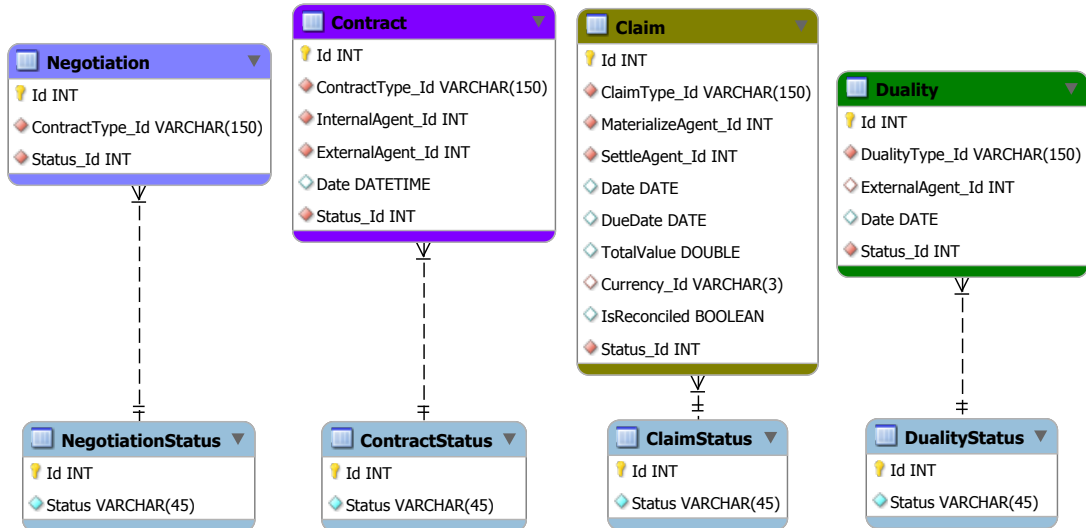 Negotiation
Id INT
ContractType_Id VARCHAR(150)
Status_Id INT
Contract
Id INT
ContractType_Id VARCHAR(150)
InternalAgent_Id INT
ExternalAgent_Id INT
Date DATETIME
Status_Id INT
Claim
Id INT
ClaimType_Id VARCHAR(150)
MaterializeAgent_Id INT
SettleAgent_Id INT
Date DATE
DueDate DATE
TotalValue DOUBLE
Currency_Id VARCHAR(3)
IsReconciled BOOLEAN
Status_Id INT
Duality
Id INT
DualityType_Id VARCHAR(150)
ExternalAgent_Id INT
Date DATE
Status_Id INT
NegotiationStatus
Id INT
Status VARCHAR(45)
ContractStatus
Id INT
Status VARCHAR(45)
ClaimStatus
Id INT
Status VARCHAR(45)
DualityStatus
Id INT
Status VARCHAR(45)